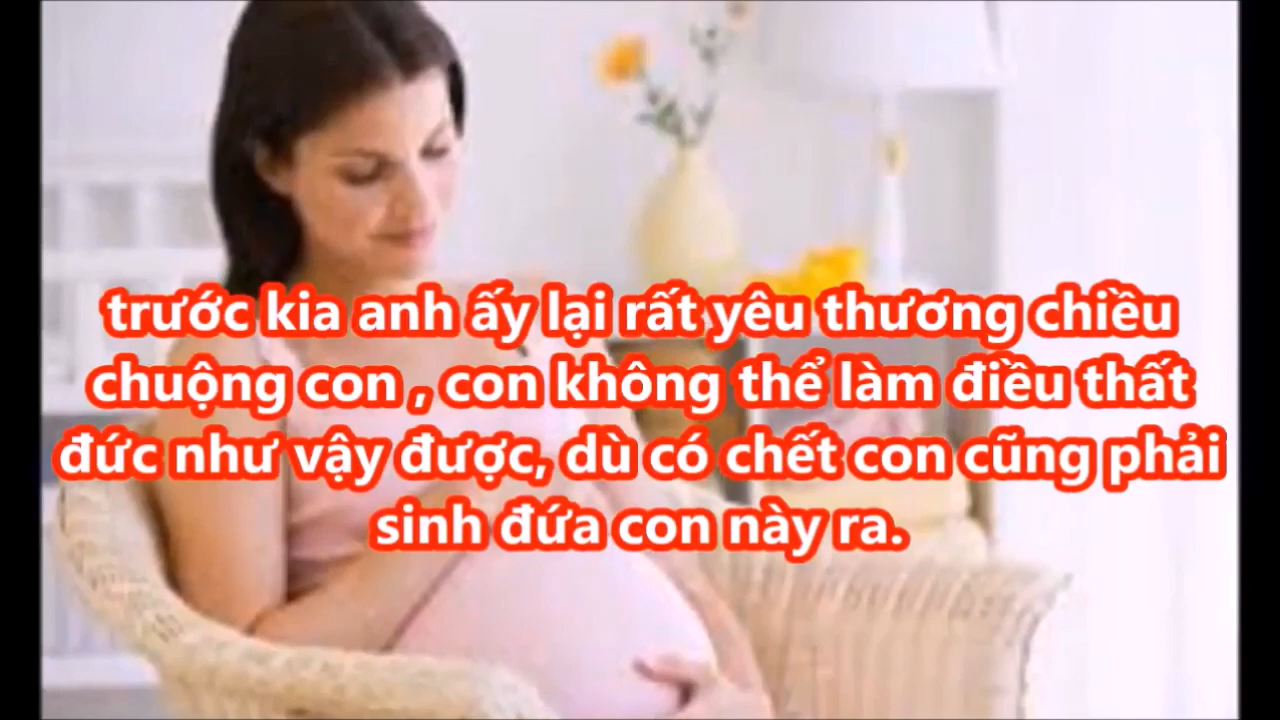 trước kia anh ấy lại rất yêu thương chiều
chuộng con , con không thể làm điều thất
đức như vậy được, dù có chết con cũng phải
sinh đứa con này ra.